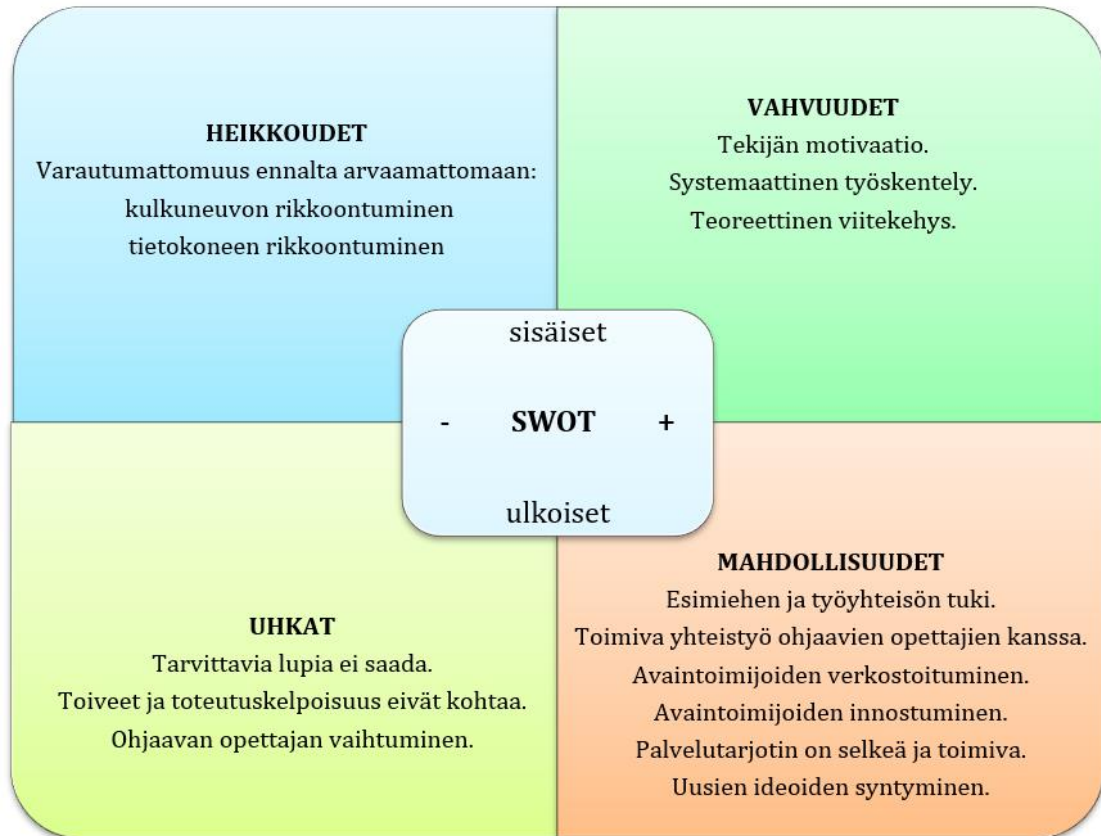 HEIKKOUDET
Varautumattomuus ennalta arvaamattomaan:
kulkuneuvon rikkoontuminen
tietokoneen rikkoontuminen
VAHVUUDET
Tekijän motivaatio.
Systemaattinen työskentely.
Teoreettinen viitekehys.
sisäiset
- SWOT +
ulkoiset
UHKAT
Tarvittavia lupia ei saada.
Toiveet ja toteutuskelpoisuus eivät kohtaa.
Ohjaavan opettajan vaihtuminen.
MAHDOLLISUUDET
Esimiehen ja työyhteisön tuki.
Toimiva yhteistyö ohjaavien opettajien kanssa.
Avaintoimijoiden verkostoituminen.
Avaintoimijoiden innostuminen.
Palvelutarjotin on selkeä ja toimiva.
Uusien ideoiden syntyminen.